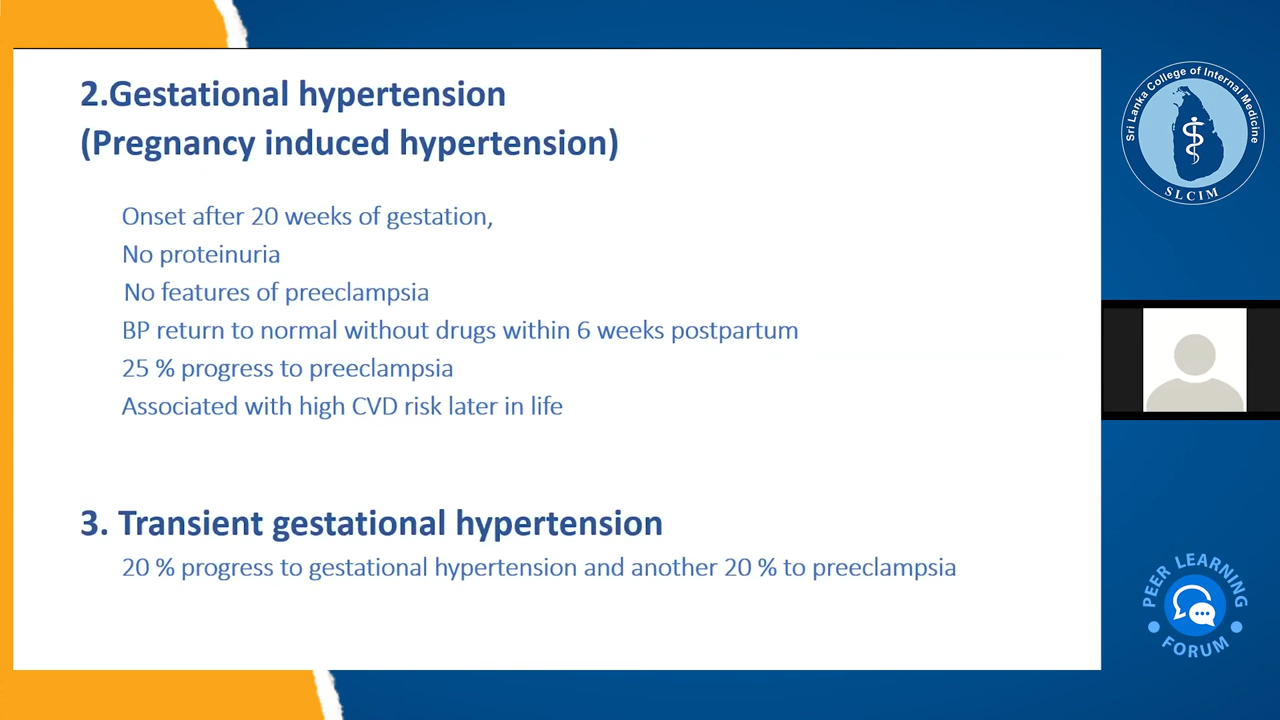 2.Gestational hypertension
(Pregnancy induced hypertension)
Onset after 20 weeks of gestation,
No proteinuria
No features of preeclampsia
BP return to normal without drugs within 6 weeks postpartum
25 % progress to preeclampsia
Associated with high CVD risk later in life
3. Transient gestational hypertension
20 % progress to gestational hypertension and another 20 % to preeclampsia
Sri Lanka College of Internal Medicine
SLCIM
PEER LEARNING
FORUM